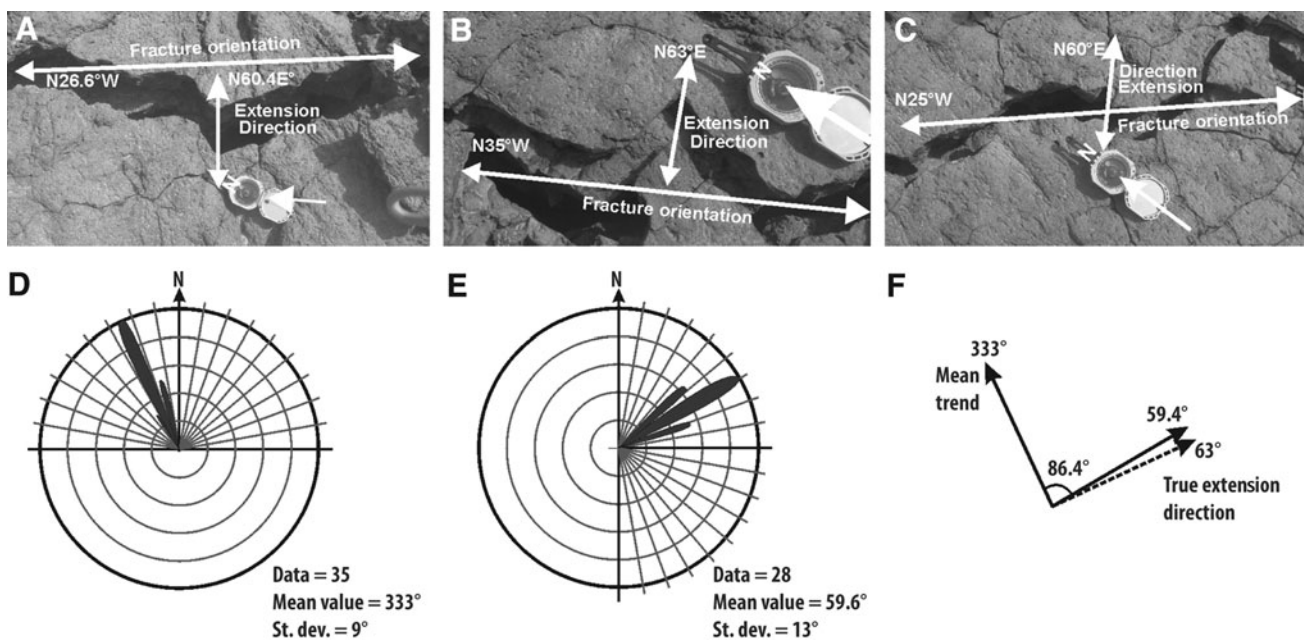 A
Fracture orientation
N26.6°W
N60.4E°
Extension
Direction
N
B
N63°E
N
Extension
Direction
N35°W
Fracture orientation
C
N60°E
Direction
Extension
N25°W
Fracture orientation
N
D
N
Data = 35
Mean value = 333°
St. dev. = 9°
E
N
Data = 28
Mean value = 59.6°
St. dev. = 13°
F
333°
Mean
trend
86.4°
59.4°
63°
True extension
direction